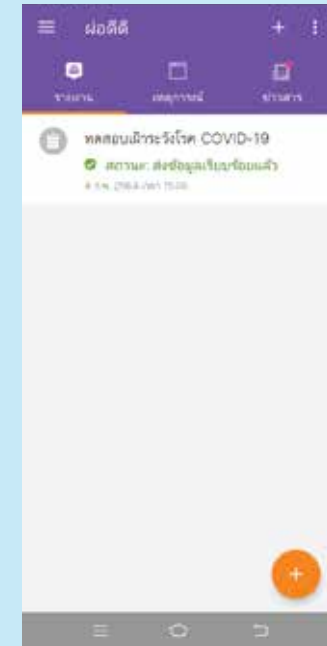 ผ่อดีดี
รายงาน
เหตุการณ์
ข่าวสาร
ทดสอบเฝ้าระวังโรค COVID-19
สถานะ: ส่งข้อมูลเรียบร้อยแล้ว